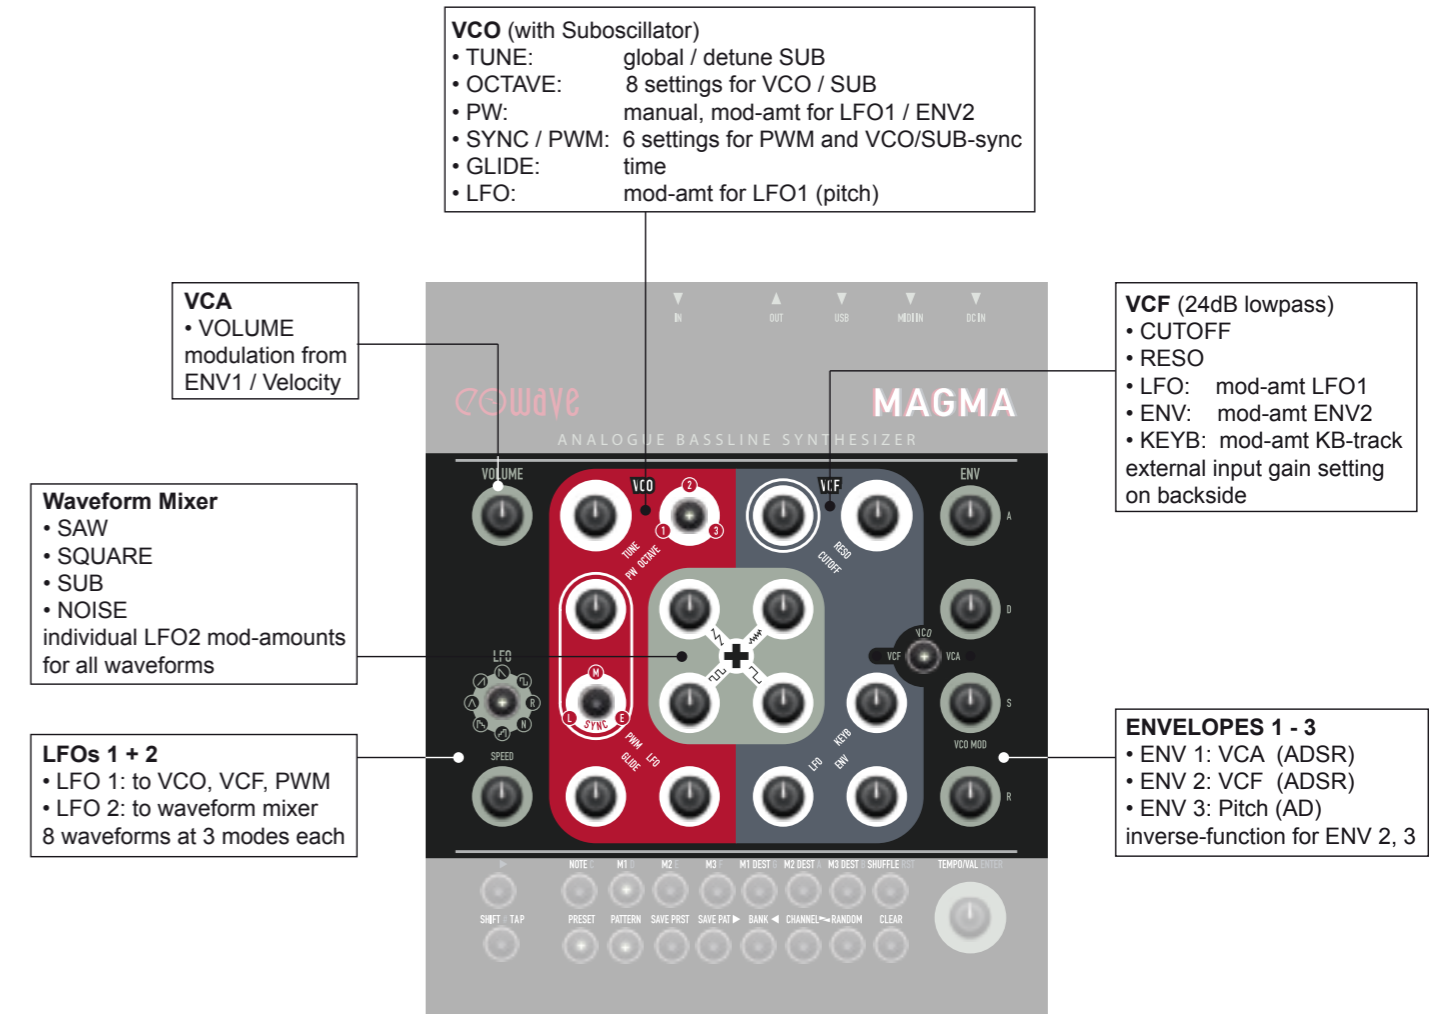 VCO (with Suboscillator)
• TUNE: global / detune SUB
• OCTAVE: 8 settings for VCO / SUB
• PW: manual, mod-amt for LFO1 / ENV2
• SYNC / PWM: 6 settings for PWM and VCO/SUB-sync
• GLIDE: time
• LFO: mod-amt for LFO1 (pitch)
VCA
• VOLUME
modulation from
ENV1 / Velocity
VCF (24dB lowpass)
• CUTOFF
• RESO
• LFO: mod-amt LFO1
• ENV: mod-amt ENV2
• KEYB: mod-amt KB-track
external input gain setting
on backside
Waveform Mixer
• SAW
• SQUARE
• SUB
• NOISE
individual LFO2 mod-amounts
for all waveforms
LFOs 1 + 2
• LFO 1: to VCO, VCF, PWM
• LFO 2: to waveform mixer
8 waveforms at 3 modes each
ENVELOPES 1 - 3
• ENV 1: VCA (ADSR)
• ENV 2: VCF (ADSR)
• ENV 3: Pitch (AD)
inverse-function for ENV 2, 3
IN OUT USB MIDI IN DC IN
eowave MAGMA
ANALOGUE BASSLINE SYNTHESIZER
VOLUME VCO 2 VCF ENV
1 3 A
TUNE RESO
PW OCTAVE CUTOFF
D
VCO
LFO VCF VCA
R
N
M
L SYNC E S
PWM LFO KEYB
SPEED GLIDE LFO ENV VCO MOD
R
NOTE C M1 D M2 E M3 F M1 DEST G M2 DEST A M3 DEST B SHUFFLE RST TEMPO/VAL ENTER
SHIFT TAP PRESET PATTERN SAVE PRST SAVE PAT ▶ BANK ◀ CHANNEL RANDOM CLEAR